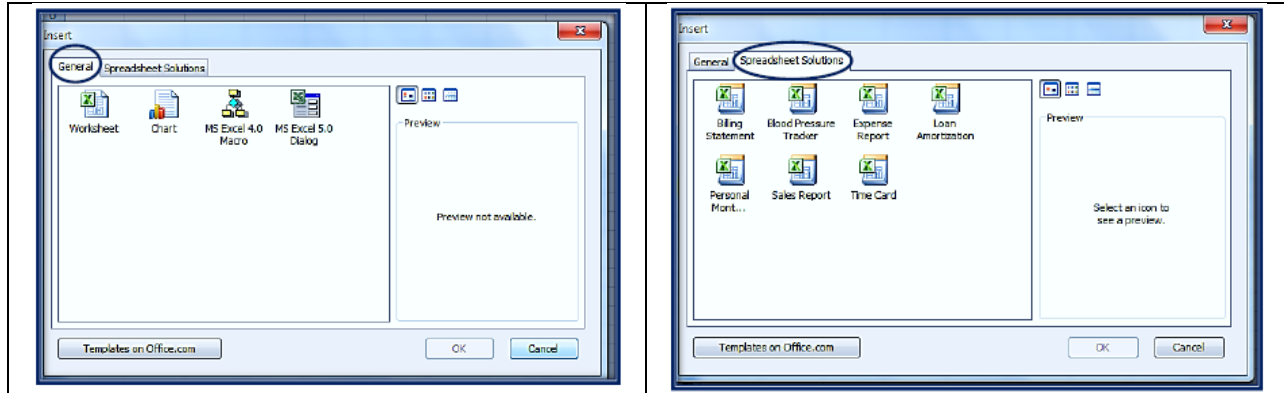 Insert
General Spreadsheet Solutions
Worksheet Chart MS Excel 4.0 MS Excel 5.0
Macro Dialog
Preview
Preview not available.
Templates on Office.com OK Cancel
Insert
General Spreadsheet Solutions
Billing Blood Pressure Expense Loan
Statement Tracker Report Amortization
Personal Sales Report Time Card
Mont...
Preview
Select an icon to
see a preview.
Templates on Office.com OK Cancel